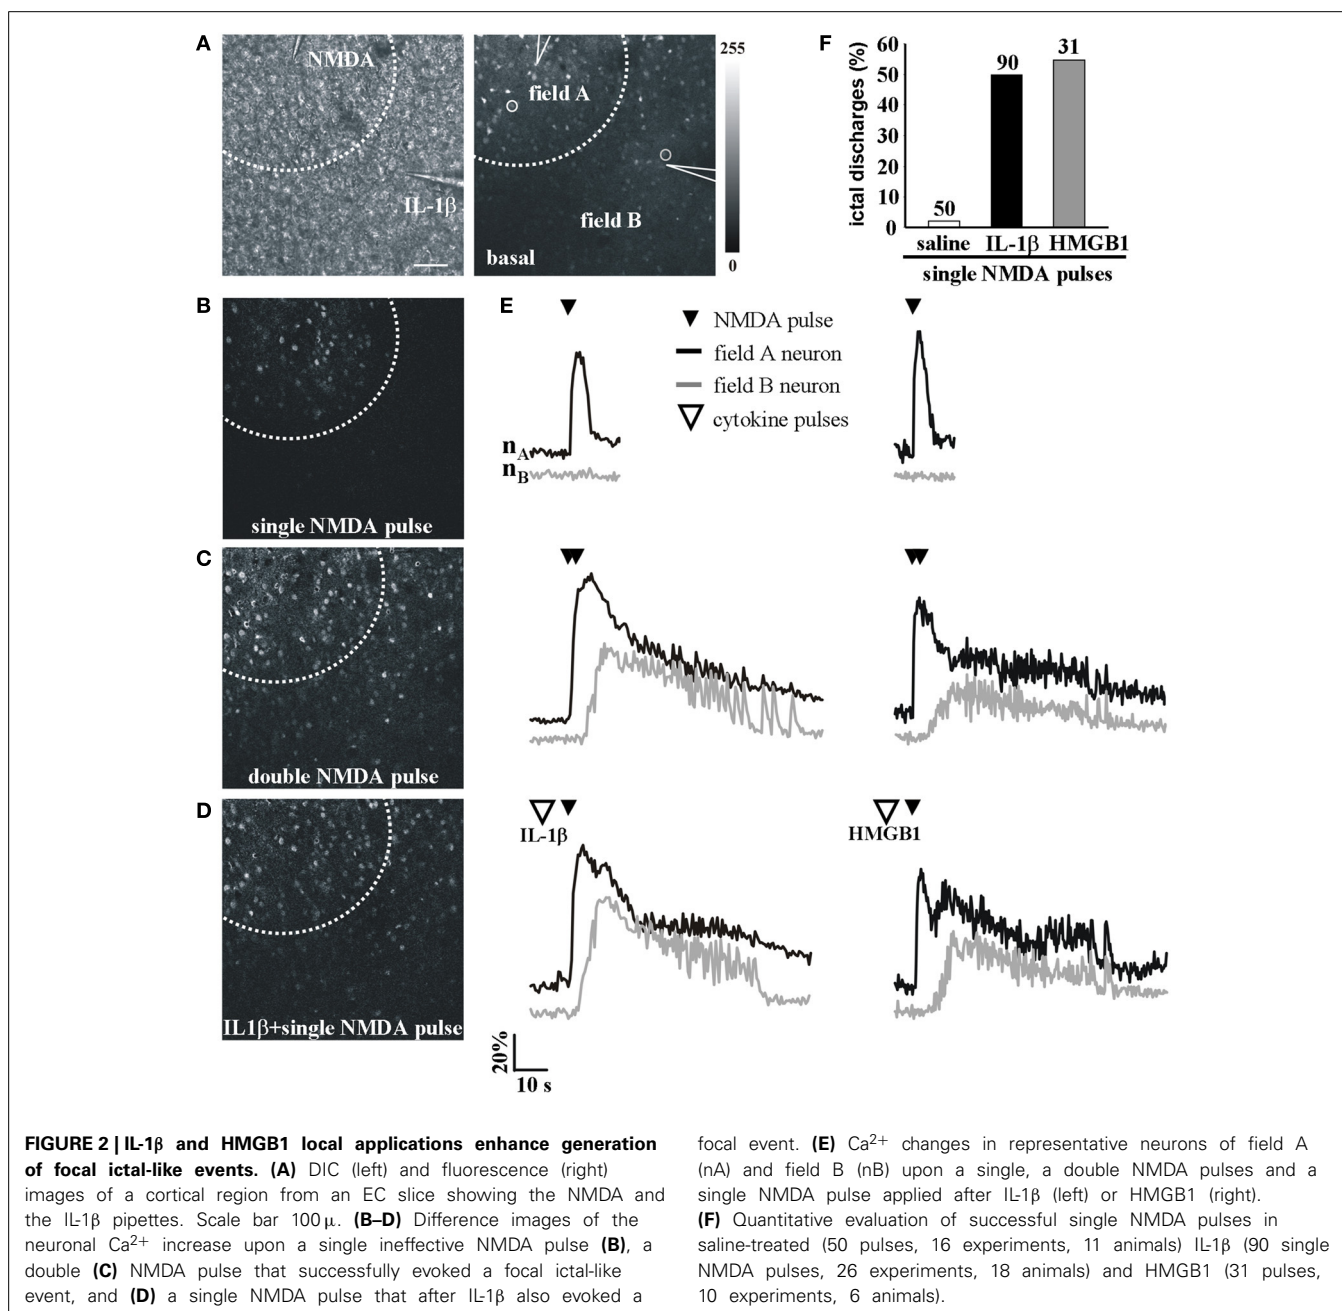 A
NMDA
IL-1β
field A
field B
basal
255
0
F
ictal discharges (%)
60
50
40
30
20
10
0
50
90
31
saline IL-1β HMGB1
single NMDA pulses
B
single NMDA pulse
E
NMDA pulse
field A neuron
field B neuron
cytokine pulses
nA
nB
C
double NMDA pulse
D
IL1β+single NMDA pulse
IL-1β
HMGB1
20%
10 s
FIGURE 2 | IL-1β and HMGB1 local applications enhance generation
of focal ictal-like events. (A) DIC (left) and fluorescence (right)
images of a cortical region from an EC slice showing the NMDA and
the IL-1β pipettes. Scale bar 100 μ. (B–D) Difference images of the
neuronal Ca2+ increase upon a single ineffective NMDA pulse (B), a
double (C) NMDA pulse that successfully evoked a focal ictal-like
event, and (D) a single NMDA pulse that after IL-1β also evoked a
focal event. (E) Ca2+ changes in representative neurons of field A
(nA) and field B (nB) upon a single, a double NMDA pulses and a
single NMDA pulse applied after IL-1β (left) or HMGB1 (right).
(F) Quantitative evaluation of successful single NMDA pulses in
saline-treated (50 pulses, 16 experiments, 11 animals) IL-1β (90 single
NMDA pulses, 26 experiments, 18 animals) and HMGB1 (31 pulses,
10 experiments, 6 animals).